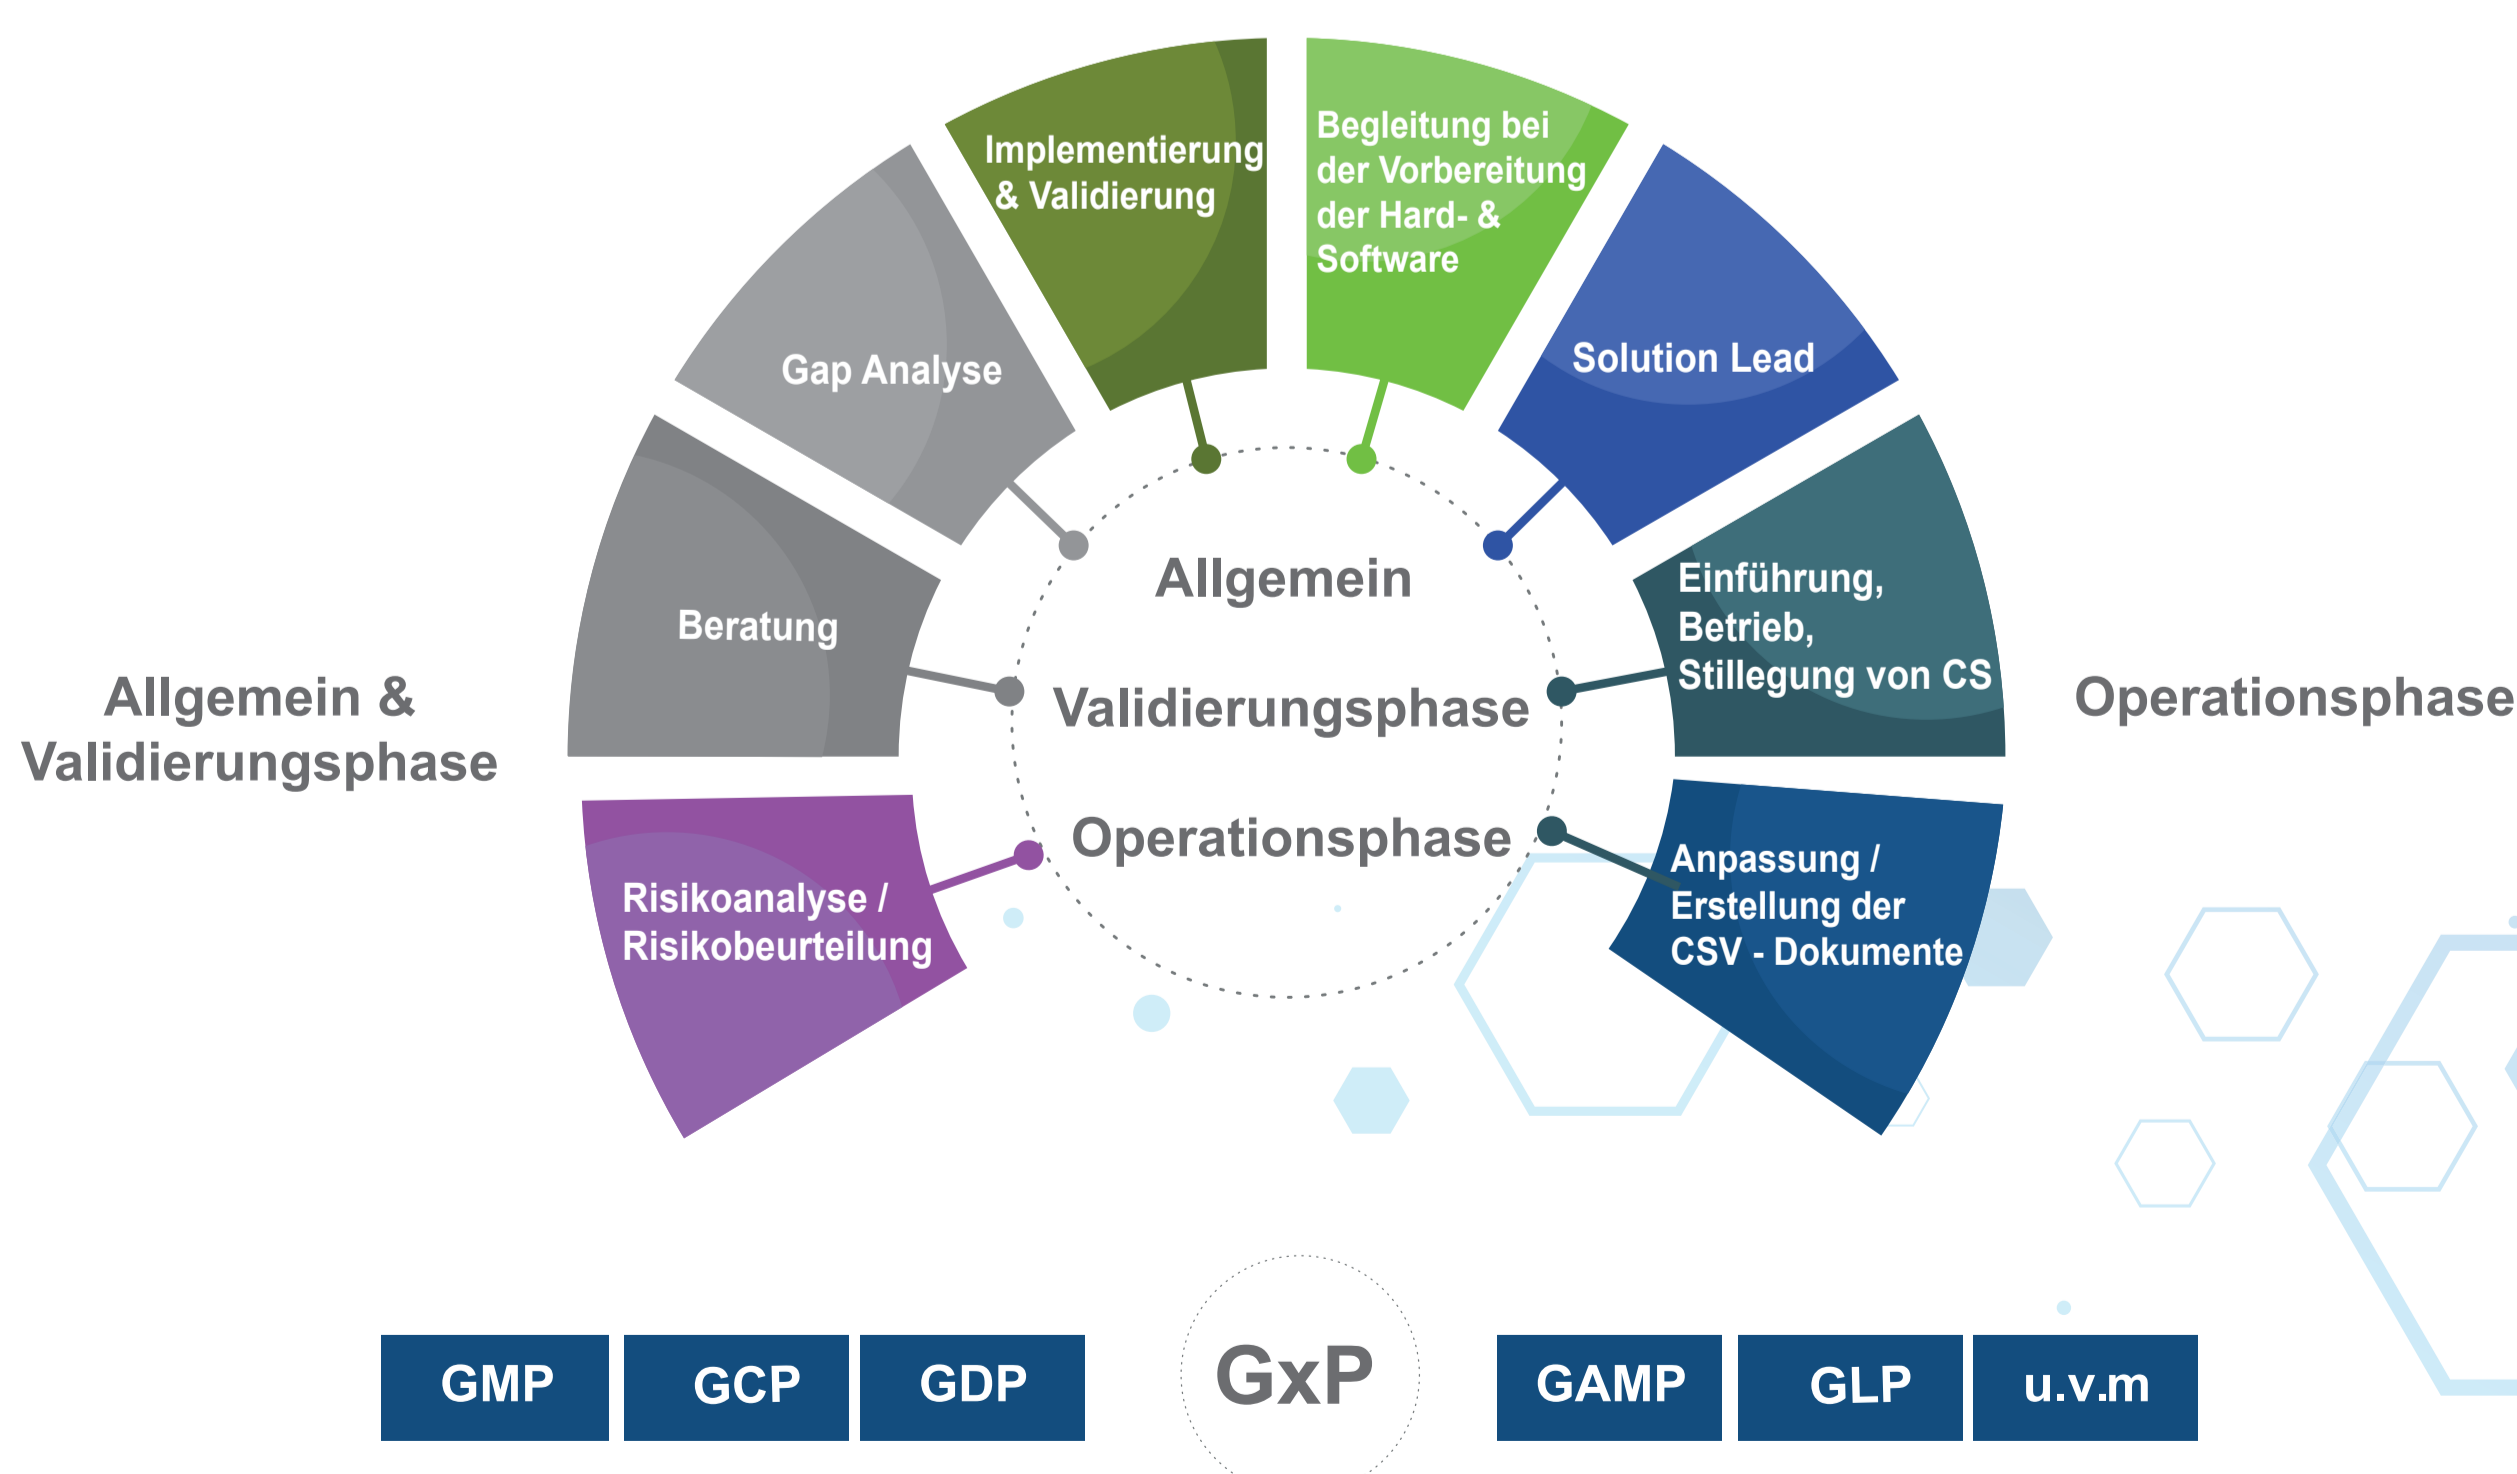 Implementierung
& Validierung
Begleitung bei
der Vorbereitung
der Hard- &
Software
Gap Analyse
Solution Lead
Beratung
Einführung,
Betrieb,
Stillegung von CS
Risikoanalyse /
Risikobeurteilung
Anpassung /
Erstellung der
CSV - Dokumente
Allgemein
Validierungsphase
Operationsphase
Allgemein &
Validierungsphase
Operationsphase
GMP
GCP
GDP
GxP
GAMP
GLP
u.v.m